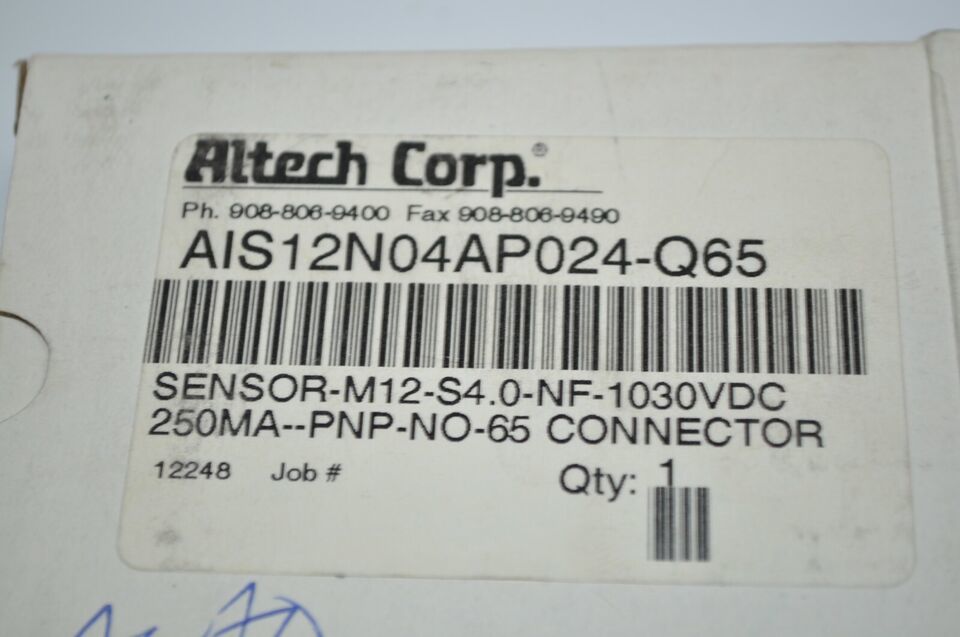 Altech Corp.®
Ph. 908-806-9400 Fax 908-806-9490
AIS12N04AP024-Q65
SENSOR-M12-S4.0-NF-1030VDC
250MA--PNP-NO-65 CONNECTOR
12248 Job # Qty: 1